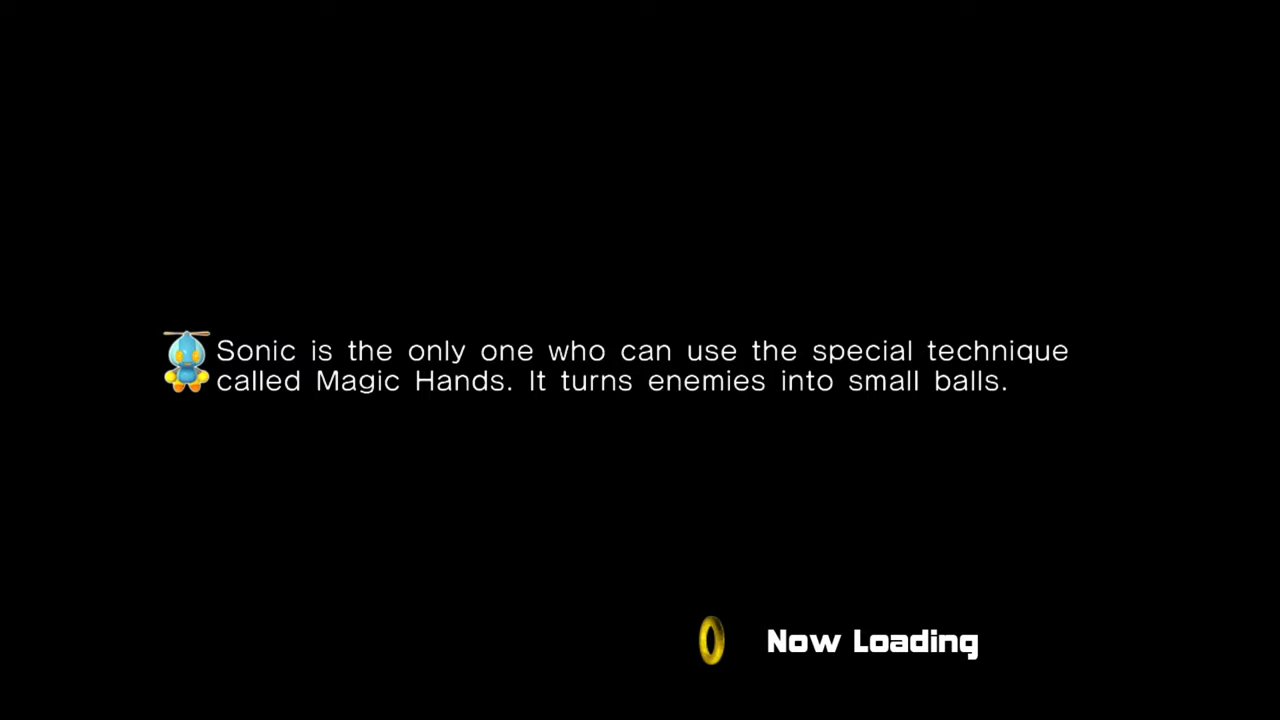 Sonic is the only one who can use the special technique
called Magic Hands. It turns enemies into small balls.
Now Loading